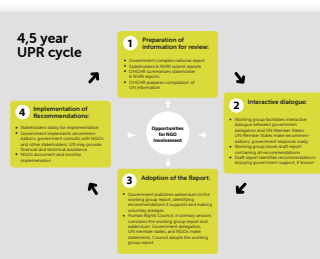 4,5 year
UPR cycle
1 Preparation of
information for review:
• Government compiles national report
• Stakeholders & NHRI submit reports
• OHCHR summarizes stakeholder
& NHRI reports
• OHCHR prepares compilation of
UN information
2 Interactive dialogue:
• Working group facilitates interactive
dialogue between government
delegation and UN Member States
• UN Member States make recommen-
dations; government responds orally
• Working group issues draft report
containing all recommendations
• Draft report identifies recommendations
enjoying government support, if known
3 Adoption of the Report:
• Government publishes addendum to the
working group report, identifying
recommendations it supports and making
voluntary pledges
• Human Rights Council, in plenary session,
considers the working group report and
addendum: Government delegation,
UN member states, and NGOs make
statements; Council adopts the working
group report
4 Implementation of
Recommendations:
• Stakeholders lobby for implementation
• Government implements recommen-
dations; government consults with NGOs
and other stakeholders; UN may provide
financial and technical assistance
• NGOs document and monitor
implementation
Opportunities
for NGO
Involvement